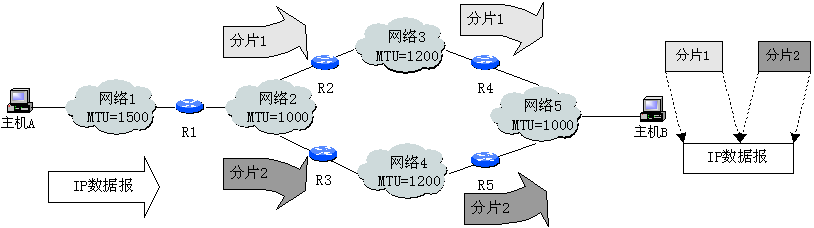 分片1
分片1
网络3
MTU=1200
分片1
分片2
R2
R4
网络1
MTU=1500
网络2
MTU=1000
网络5
MTU=1000
主机A
R1
主机B
IP数据报
分片2
网络4
MTU=1200
R3
R5
IP数据报
分片2